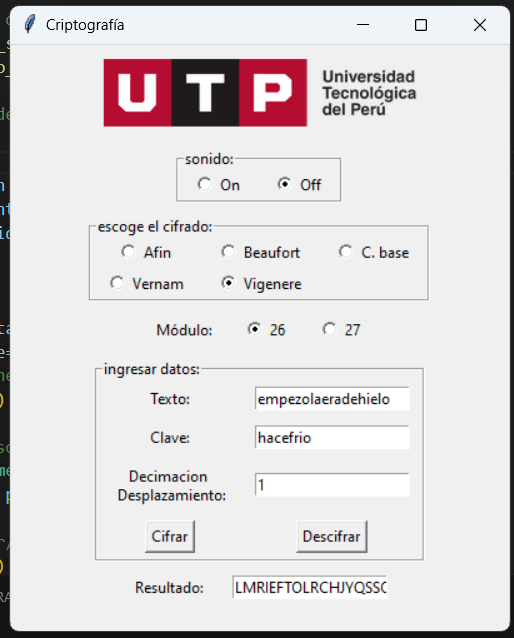 Criptografía
UTP
Universidad
Tecnológica
del Perú
sonido:
On Off
escoge el cifrado:
Afin Beaufort C. base
Vernam Vigenere
Módulo: 26 27
ingresar datos:
Texto: empezolaeradehielo
Clave: hacefrio
Decimacion
Desplazamiento: 1
Cifrar Descifrar
Resultado: LMRIEFTOLRCHJYQSSC